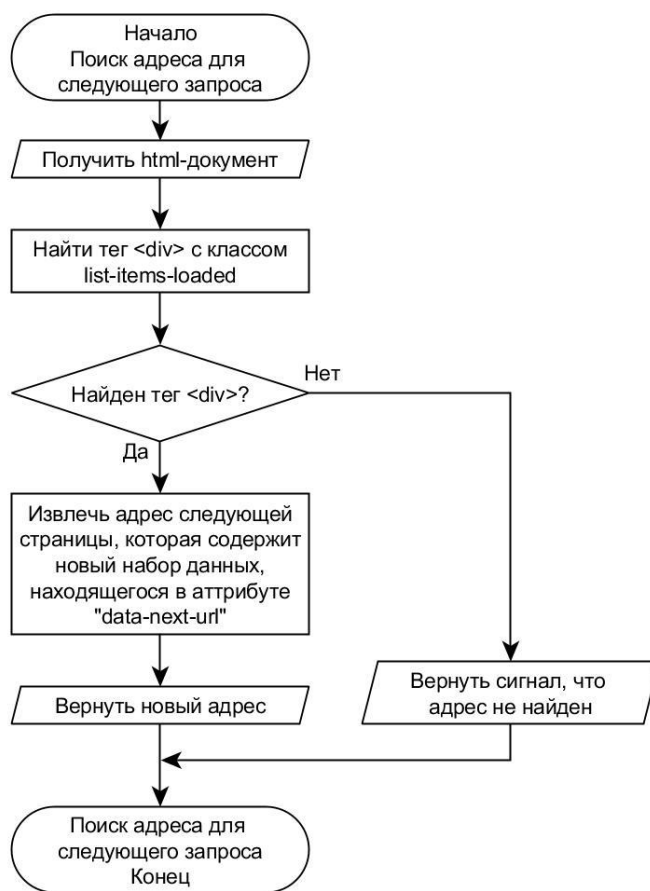 Начало
Поиск адреса для
следующего запроса
Получить html-документ
Найти тег <div> с классом
list-items-loaded
Найден тег <div>?
Нет
Да
Извлечь адрес следующей
страницы, которая содержит
новый набор данных,
находящегося в аттрибуте
"data-next-url"
Вернуть новый адрес
Вернуть сигнал, что
адрес не найден
Поиск адреса для
следующего запроса
Конец